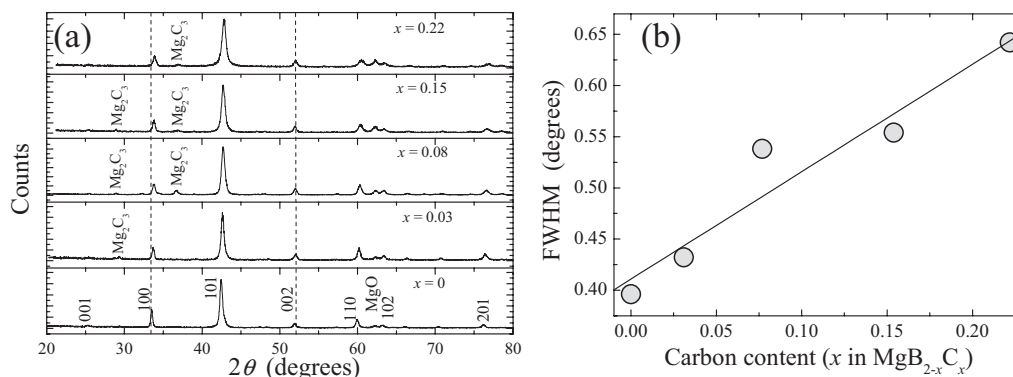 (a)
Counts
Mg₂C₃
x = 0.22
Mg₂C₃
Mg₂C₃
x = 0.15
Mg₂C₃
Mg₂C₃
x = 0.08
Mg₂C₃
x = 0.03
001
100
101
002
110
MgO
102
201
x = 0
20 30 40 50 60 70 80
2θ (degrees)
(b)
FWHM (degrees)
0.65
0.60
0.55
0.50
0.45
0.40
0.00 0.05 0.10 0.15 0.20
Carbon content (x in MgB₂₋ₓCₓ)